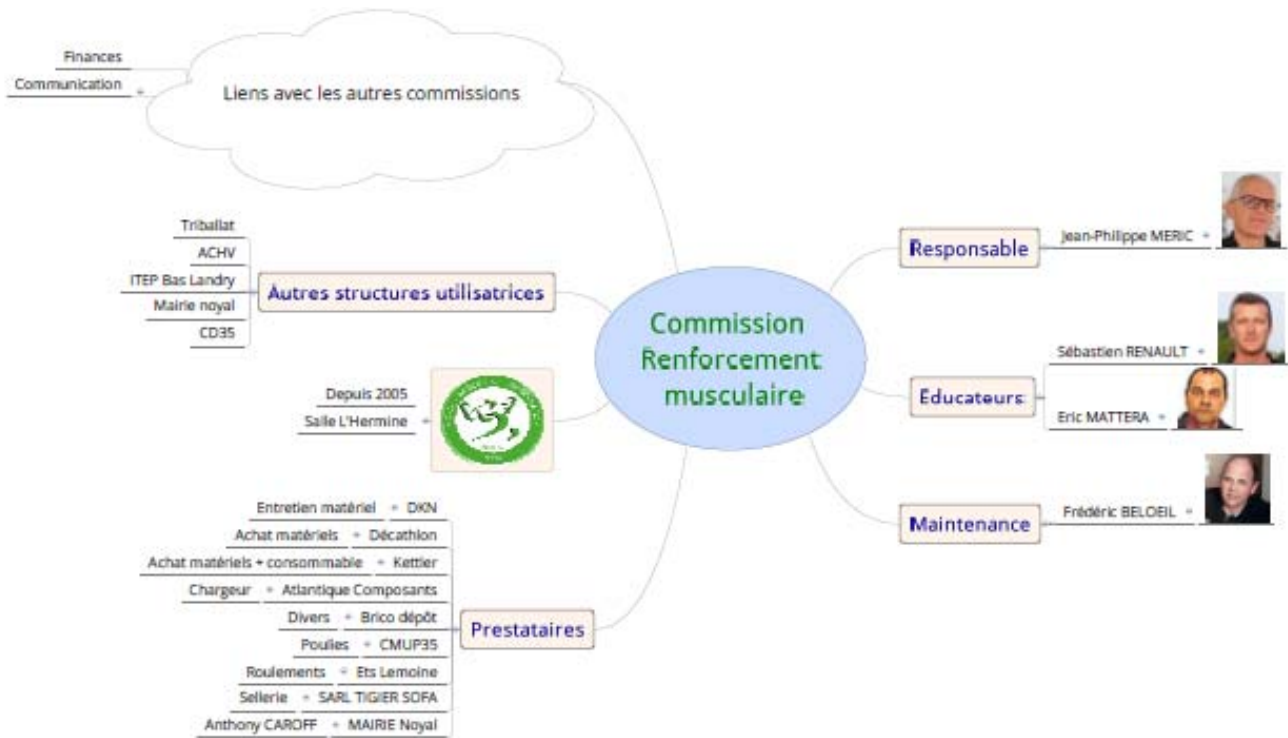 Finances
Communication
Liens avec les autres commissions
Triballat
ACHV
ITEP Bas Landry
Mairie noyal
CD35
Autres structures utilisatrices
Depuis 2005
Salle L'Hermine
Entretien matériel
DKN
Achat matériels
Décathlon
Achat matériels + consommable
Kettler
Chargeur
Atlantique Composants
Divers
Brico dépôt
Poulies
CMUP35
Roulements
Ets Lemoine
Sellerie
SARL TIGIER SOFA
Anthony CAROFF
MAIRIE Noyal
Prestataires
Commission
Renforcement
musculaire
Responsable
Jean-Philippe MERIC
Educateurs
Sébastien RENAULT
Eric MATTERA
Maintenance
Frédéric BELOEIL